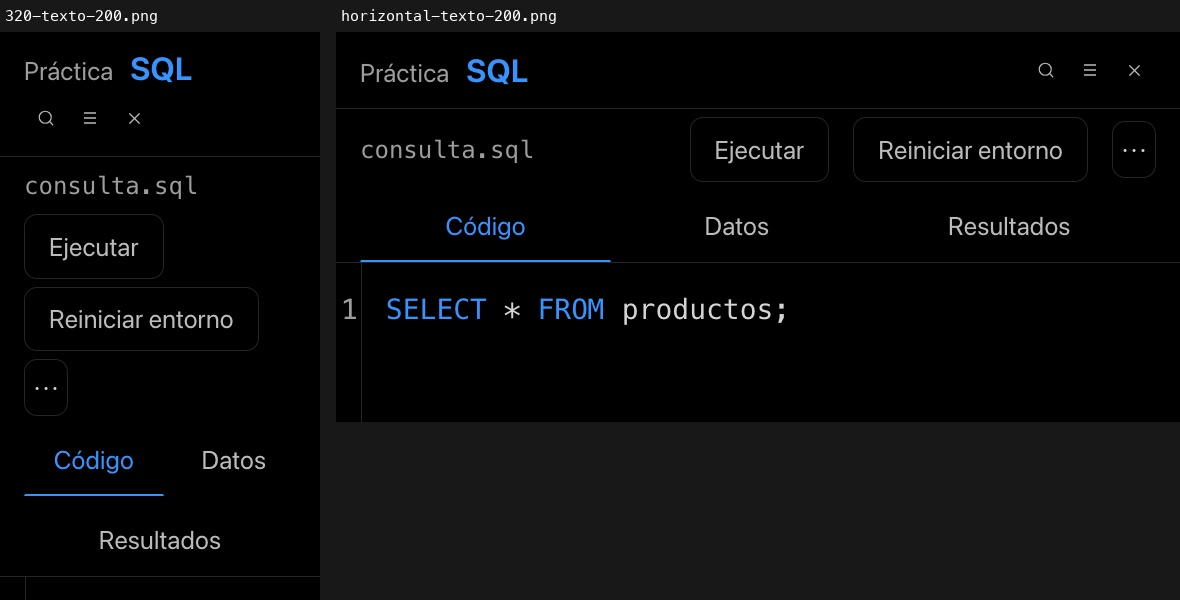 320-texto-200.png
Práctica SQL
consulta.sql
Ejecutar
Reiniciar entorno
...
Código Datos
Resultados
horizontal-texto-200.png
Práctica SQL
consulta.sql Ejecutar Reiniciar entorno ...
Código Datos Resultados
1 SELECT * FROM productos;